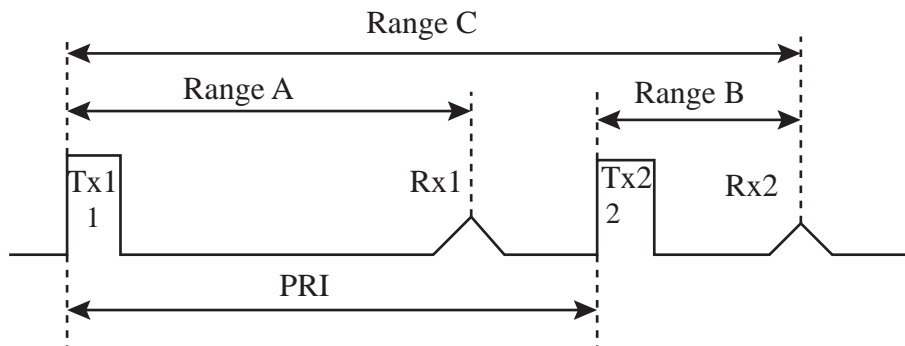 Range C
Range A
Range B
Tx1
1
Rx1
Tx2
2
Rx2
PRI